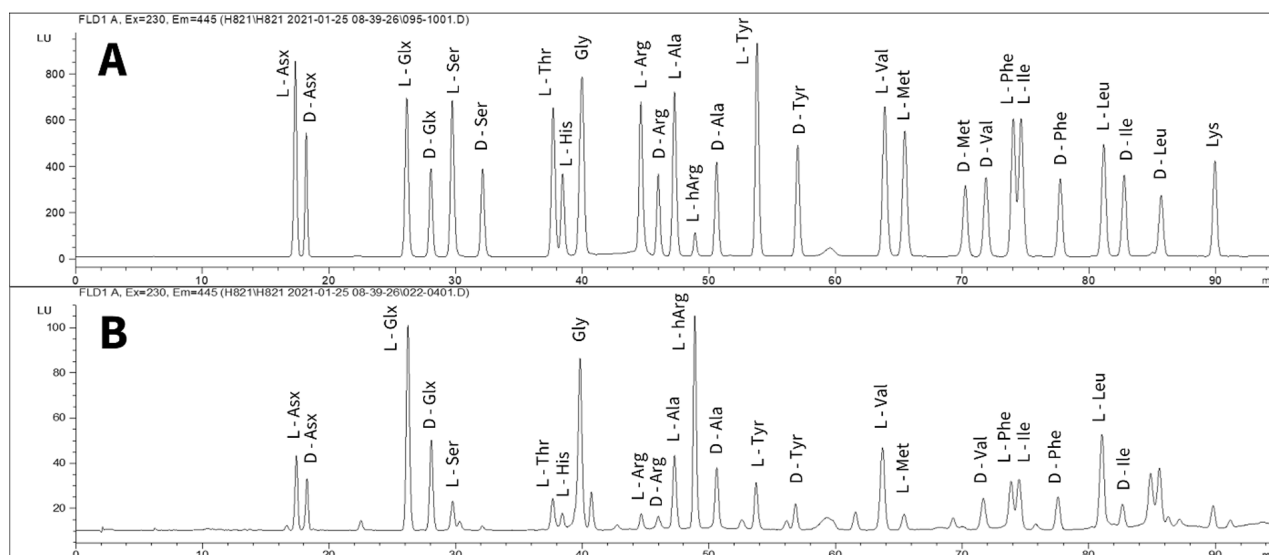 FLD1 A, Ex=230, Em=445 (H821\H821 2021-01-25 08-39-26\095-1001.D)
LU
A
L - Asx
D - Asx
L - Glx
D - Glx
L - Ser
D - Ser
L - Thr
L - His
Gly
L - Arg
D - Arg
L - Ala
L - hArg
D - Ala
L - Tyr
D - Tyr
L - Val
L - Met
D - Met
D - Val
L - Phe
L - Ile
D - Phe
L - Leu
D - Ile
D - Leu
Lys
800
600
400
200
0
0 10 20 30 40 50 60 70 80 90 m
FLD1 A, Ex=230, Em=445 (H821\H821 2021-01-25 08-39-26\022-0401.D)
LU
B
L - Asx
D - Asx
L - Glx
D - Glx
L - Ser
L - Thr
L - His
Gly
L - Arg
D - Arg
L - Ala
L - hArg
D - Ala
L - Tyr
D - Tyr
L - Val
L - Met
D - Val
L - Phe
L - Ile
D - Phe
L - Leu
D - Ile
100
80
60
40
20
0 10 20 30 40 50 60 70 80 90 m